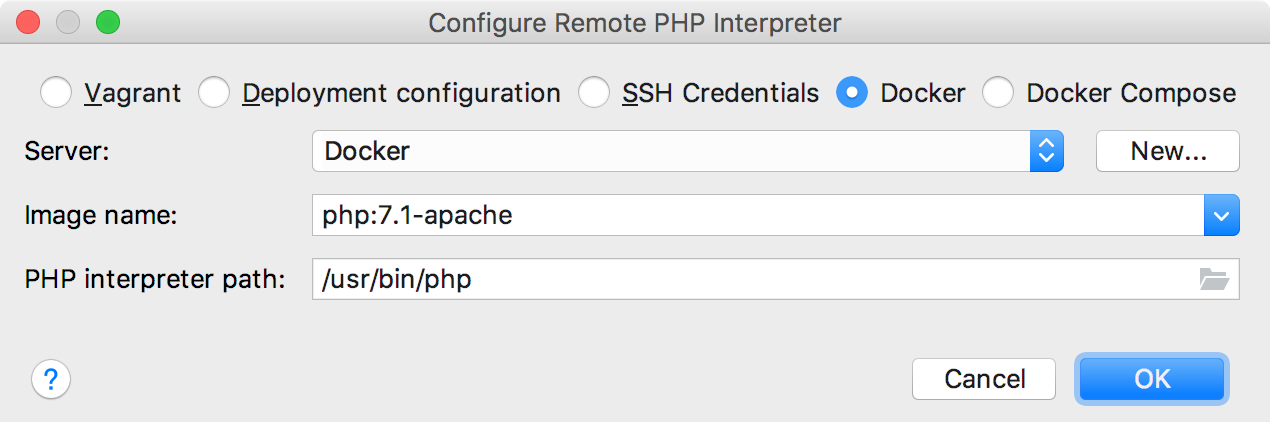 Configure Remote PHP Interpreter
Vagrant Deployment configuration SSH Credentials Docker Docker Compose
Server: Docker New...
Image name: php:7.1-apache
PHP interpreter path: /usr/bin/php
? Cancel OK